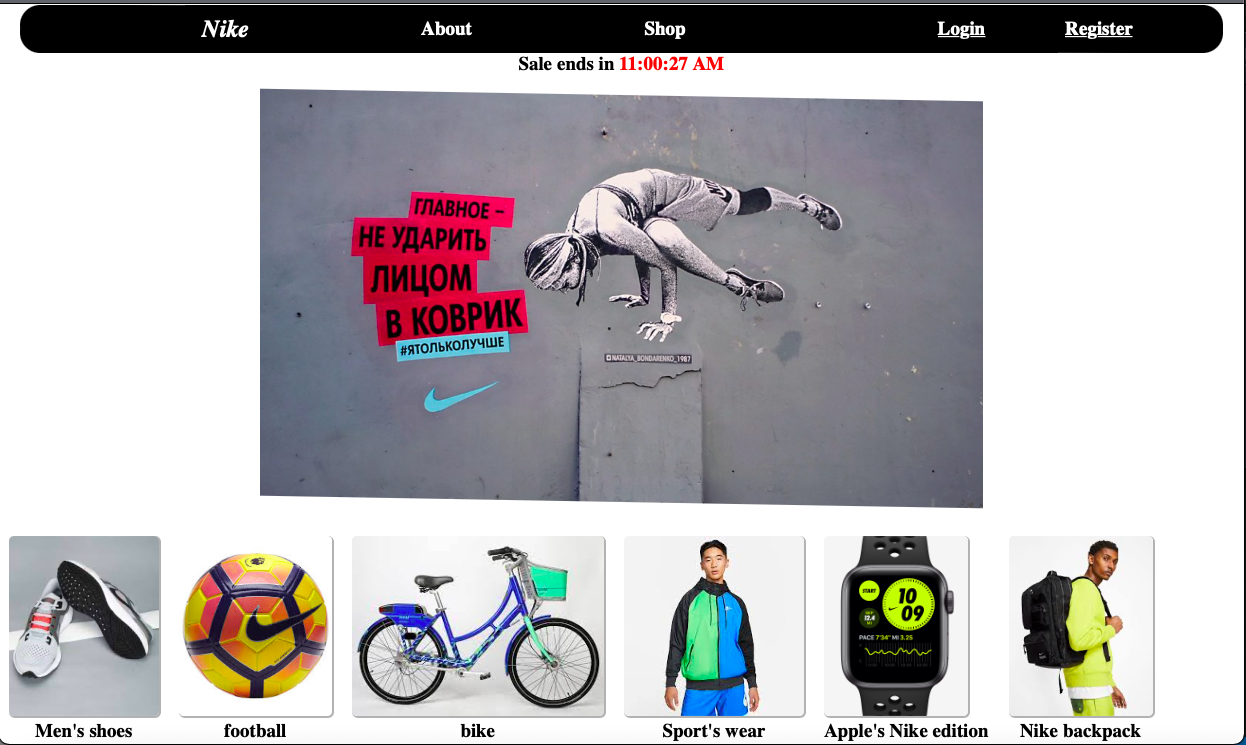 Nike About Shop Login Register
Sale ends in 11:00:27 AM
ГЛАВНОЕ –
НЕ УДАРИТЬ
ЛИЦОМ
В КОВРИК
#ЯТОЛЬКОЛУЧШЕ
NATALYA_BONDARENKO_1987
START
10
09
12.4
PACE 7'34" MI 3.25
Men's shoes football bike Sport's wear Apple's Nike edition Nike backpack